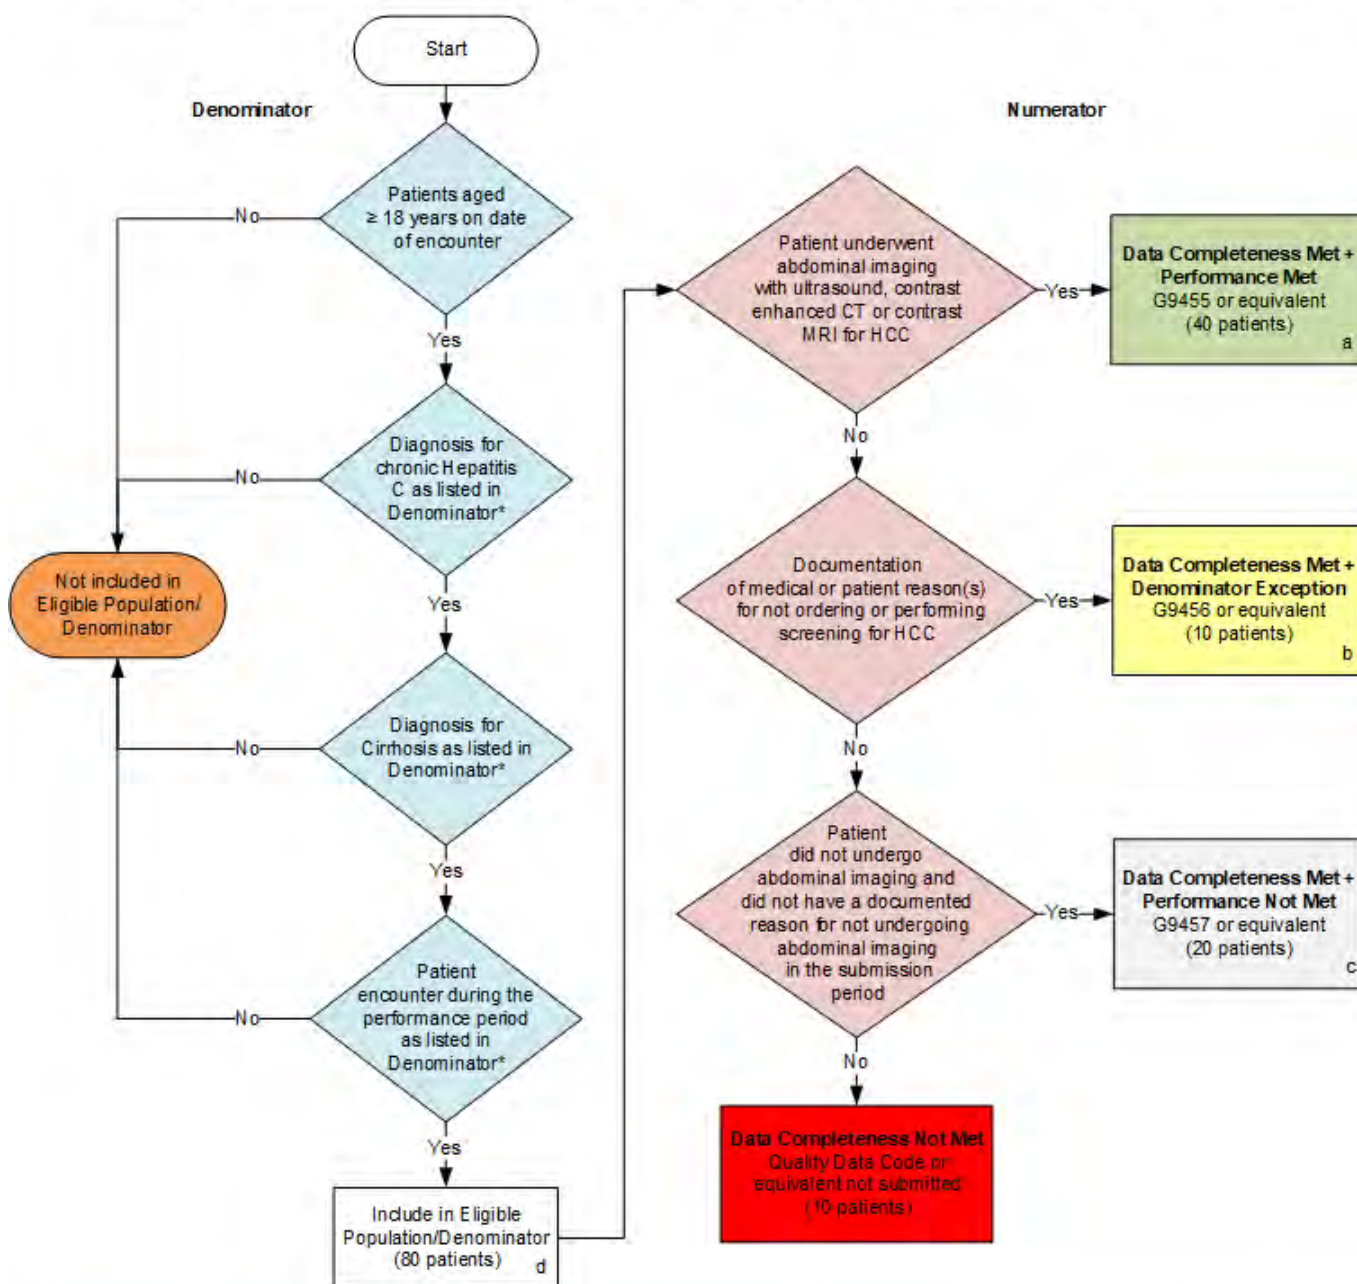 Start
Denominator
Patients aged
≥ 18 years on date
of encounter
No
Yes
Diagnosis for
chronic Hepatitis
C as listed in
Denominator*
No
Yes
Not included in
Eligible Population/
Denominator
Diagnosis for
Cirrhosis as listed in
Denominator*
No
Yes
Patient
encounter during the
performance period
as listed in
Denominator*
No
Yes
Include in Eligible
Population/Denominator
(80 patients)
d
Numerator
Patient underwent
abdominal imaging
with ultrasound, contrast
enhanced CT or contrast
MRI for HCC
Yes
Data Completeness Met +
Performance Met
G9455 or equivalent
(40 patients)
a
No
Documentation
of medical or patient reason(s)
for not ordering or performing
screening for HCC
Yes
Data Completeness Met +
Denominator Exception
G9456 or equivalent
(10 patients)
b
No
Patient
did not undergo
abdominal imaging and
did not have a documented
reason for not undergoing
abdominal imaging
in the submission
period
Yes
Data Completeness Met +
Performance Not Met
G9457 or equivalent
(20 patients)
c
No
Data Completeness Not Met
Quality Data Code or
equivalent not submitted
(10 patients)